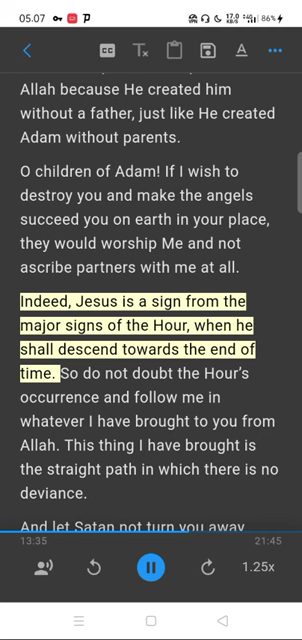 05.07
17.0
KB/S
86%
CC
A
Allah because He created him
without a father, just like He created
Adam without parents.
O children of Adam! If I wish to
destroy you and make the angels
succeed you on earth in your place,
they would worship Me and not
ascribe partners with me at all.
Indeed, Jesus is a sign from the
major signs of the Hour, when he
shall descend towards the end of
time. So do not doubt the Hour's
occurrence and follow me in
whatever I have brought to you from
Allah. This thing I have brought is
the straight path in which there is no
deviance.
And let Satan not turn you away
13:35
21:45
1.25x